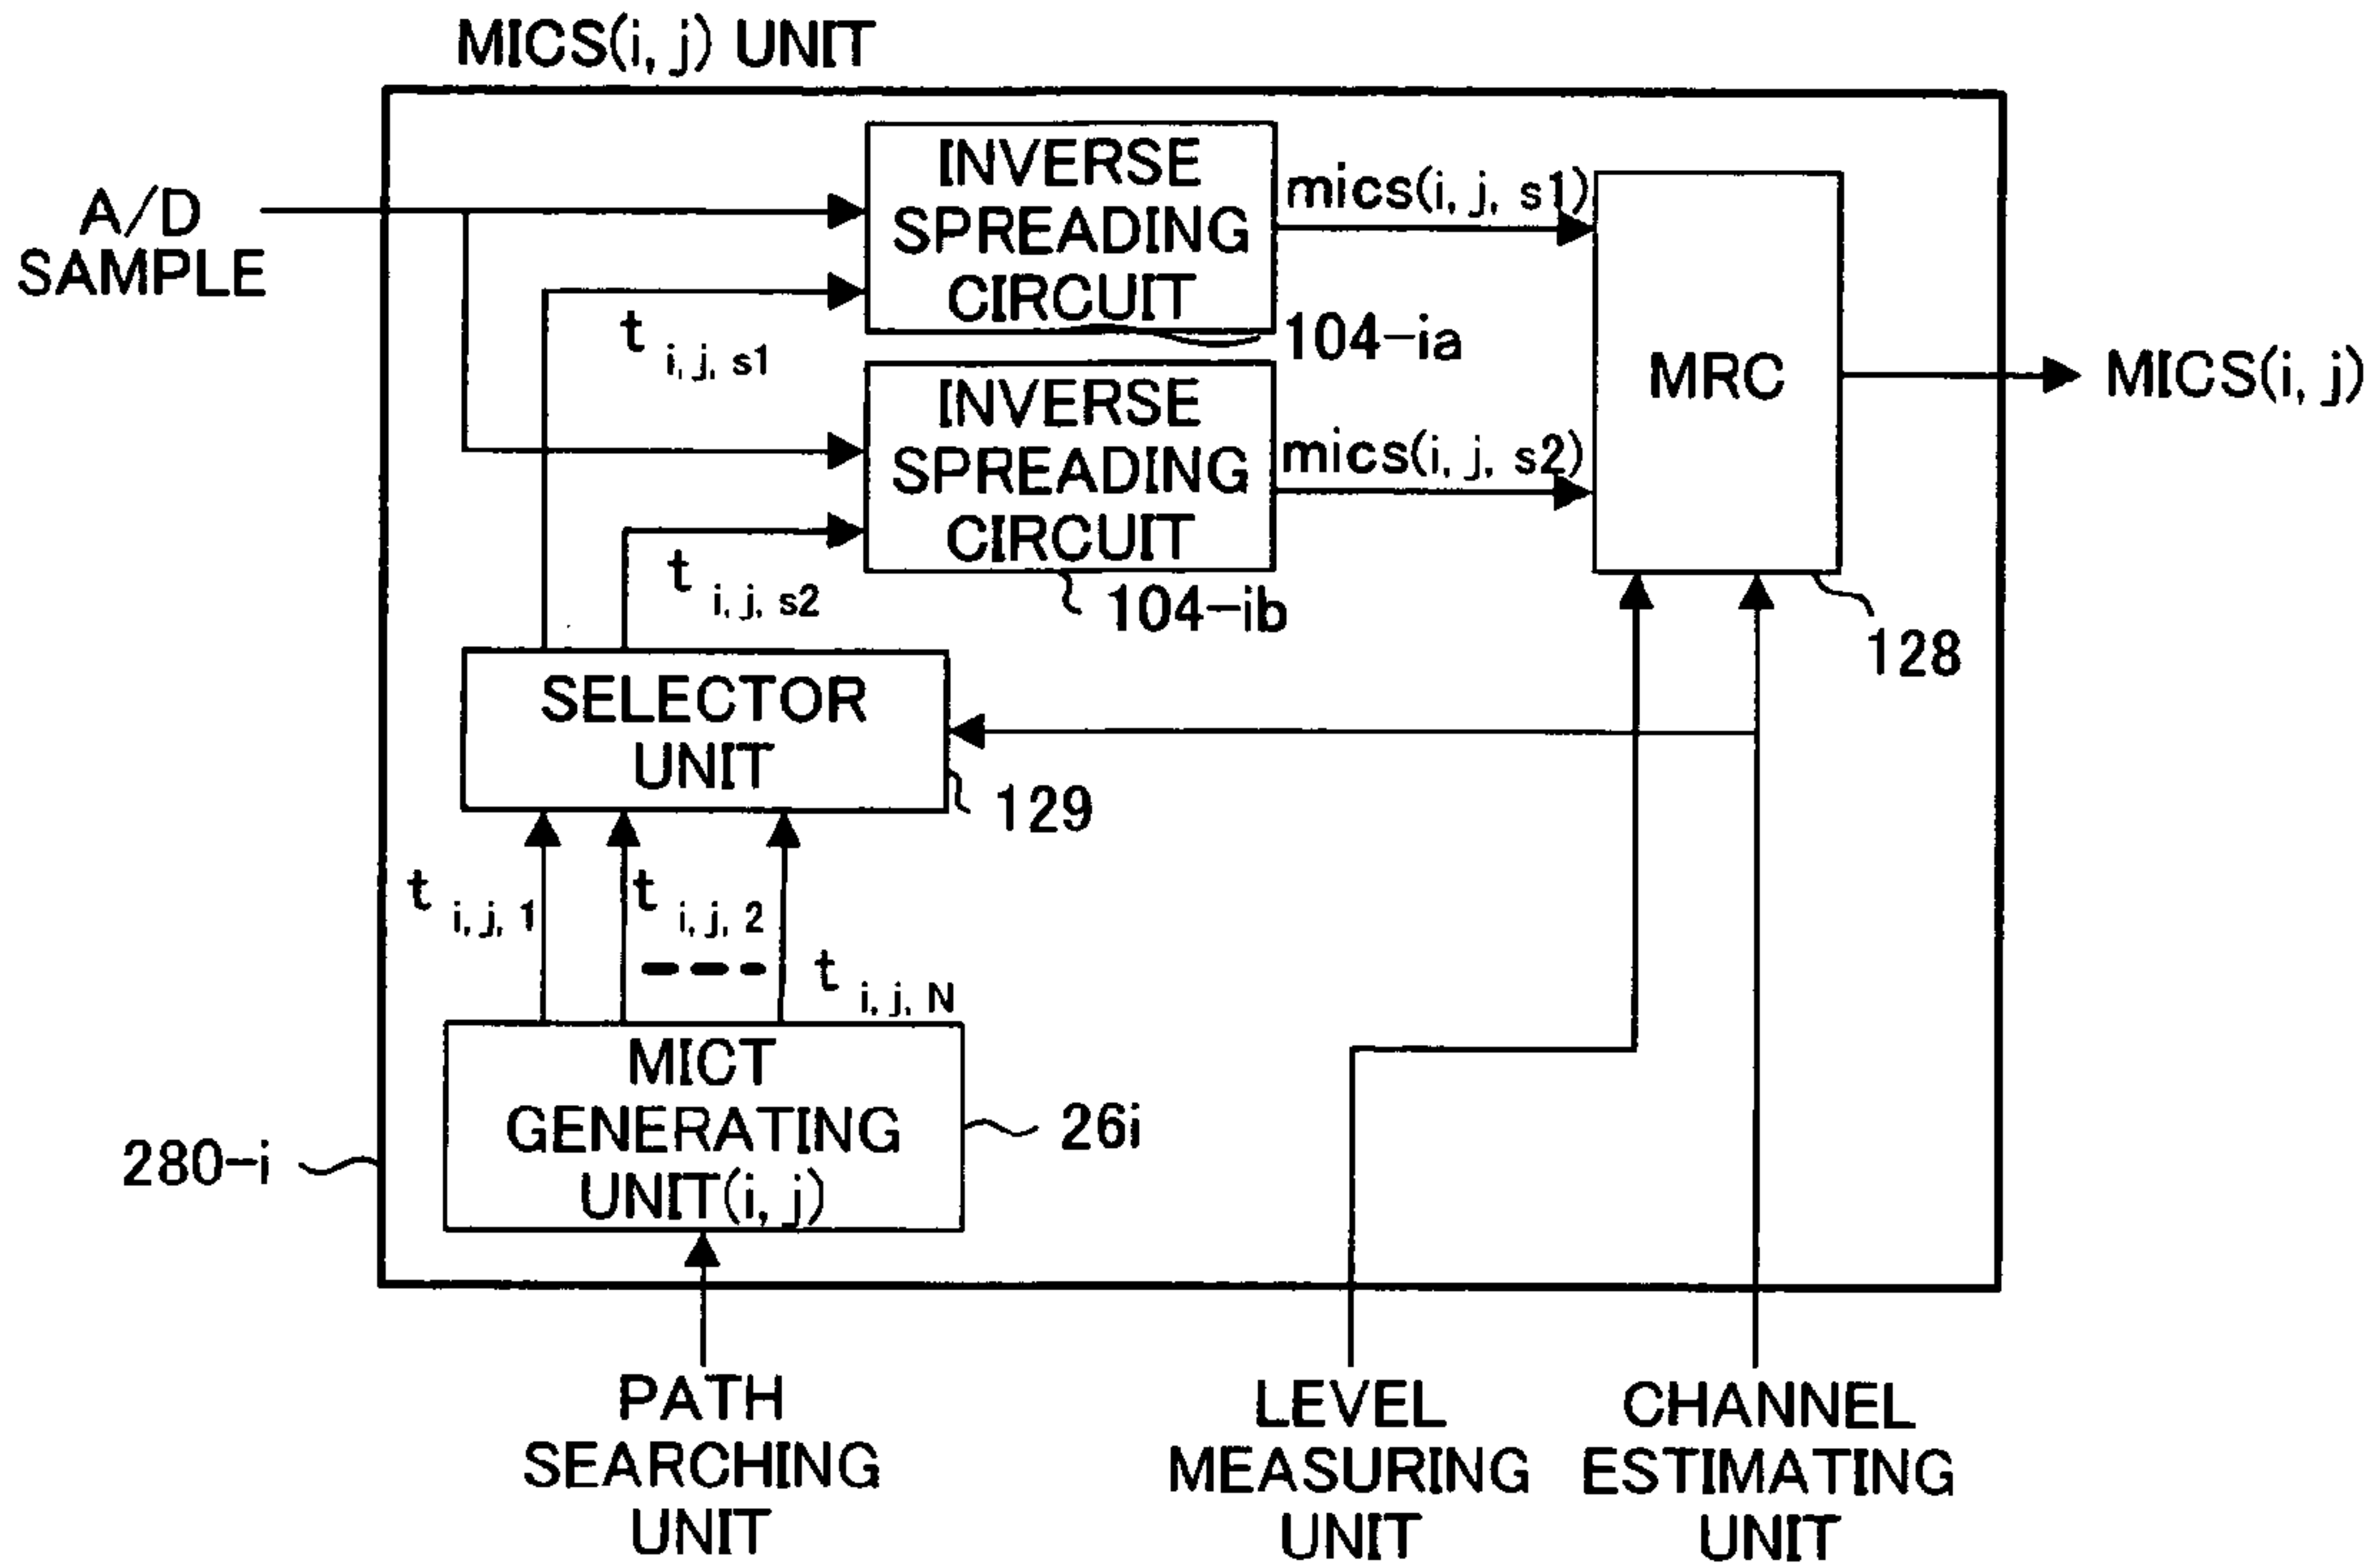 MICS(i, j) UNIT
A/D
SAMPLE
INVERSE
SPREADING
CIRCUIT
mics(i, j, s1)
t i, j, s1
104-ia
INVERSE
SPREADING
CIRCUIT
mics(i, j, s2)
t i, j, s2
104-ib
MRC
128
MICS(i, j)
SELECTOR
UNIT
129
t i, j, 1
t i, j, 2
t i, j, N
MICT
GENERATING
UNIT(i, j)
26i
280-i
PATH
SEARCHING
UNIT
LEVEL
MEASURING
UNIT
CHANNEL
ESTIMATING
UNIT